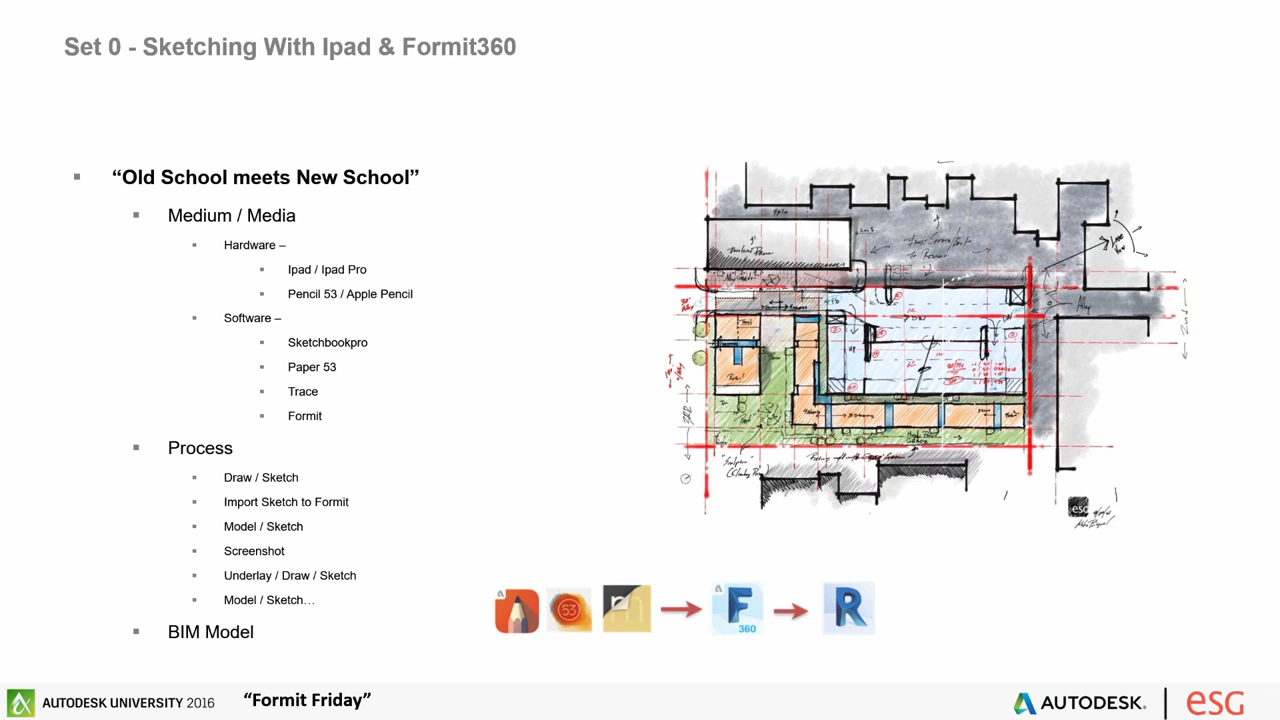 Set 0 - Sketching With Ipad & Formit360
“Old School meets New School”
Medium / Media
Hardware –
Ipad / Ipad Pro
Pencil 53 / Apple Pencil
Software –
Sketchbookpro
Paper 53
Trace
Formit
Process
Draw / Sketch
Import Sketch to Formit
Model / Sketch
Screenshot
Underlay / Draw / Sketch
Model / Sketch…
BIM Model
Alley
esg
A
53
m
A
F
360
R
AUTODESK UNIVERSITY 2016
“Formit Friday”
AUTODESK.
esg